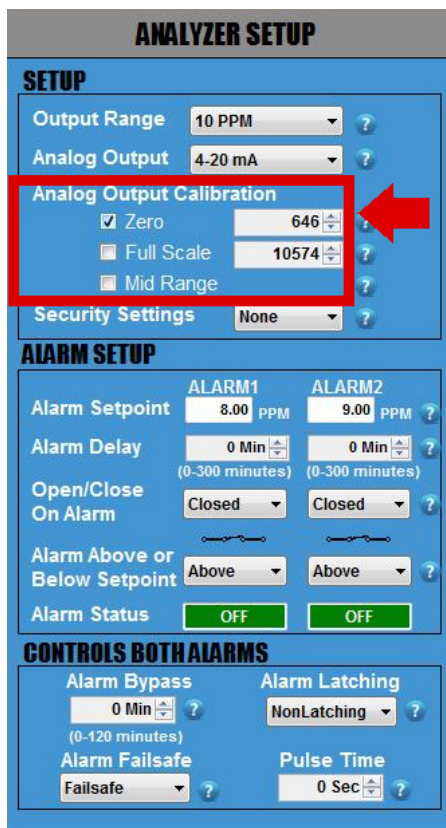 ANALYZER SETUP
SETUP
Output Range 10 PPM ?
Analog Output 4-20 mA ?
Analog Output Calibration
Zero 646 ?
Full Scale 10574
Mid Range ?
Security Settings None ?
ALARM SETUP
ALARM1 ALARM2
Alarm Setpoint 8.00 PPM 9.00 PPM ?
Alarm Delay 0 Min 0 Min ?
(0-300 minutes) (0-300 minutes)
Open/Close
On Alarm Closed Closed ?
Alarm Above or
Below Setpoint Above Above ?
Alarm Status OFF OFF
CONTROLS BOTH ALARMS
Alarm Bypass Alarm Latching
0 Min ? NonLatching ?
(0-120 minutes)
Alarm Failsafe Pulse Time
Failsafe ? 0 Sec ?